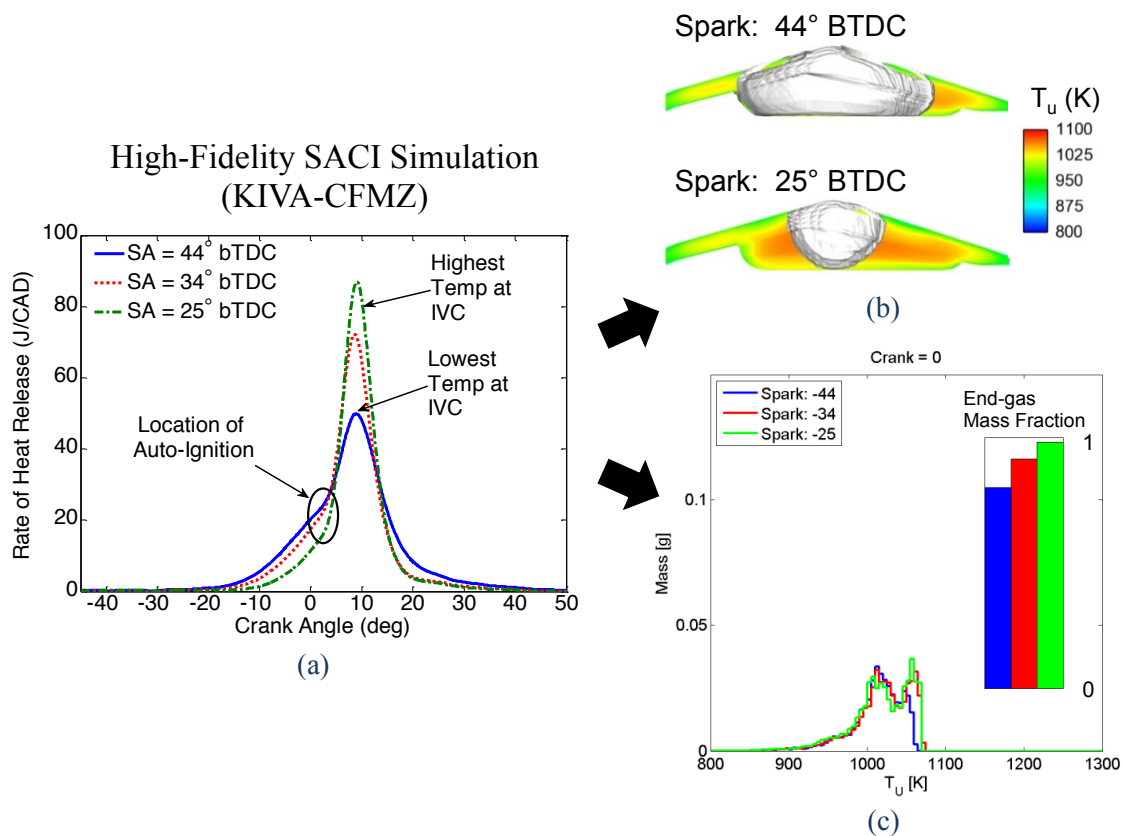 High-Fidelity SACI Simulation
(KIVA-CFMZ)
100
80
60
40
20
0
Rate of Heat Release (J/CAD)
SA = 44° bTDC
SA = 34° bTDC
SA = 25° bTDC
Highest
Temp at
IVC
Lowest
Temp at
IVC
Location of
Auto-Ignition
-40 -30 -20 -10 0 10 20 30 40 50
Crank Angle (deg)
(a)
Spark: 44° BTDC
Spark: 25° BTDC
T_u (K)
1100
1025
950
875
800
(b)
Crank = 0
Spark: -44
Spark: -34
Spark: -25
End-gas
Mass Fraction
1
0
0.1
0.05
0
Mass [g]
800 900 1000 1100 1200 1300
T_U [K]
(c)